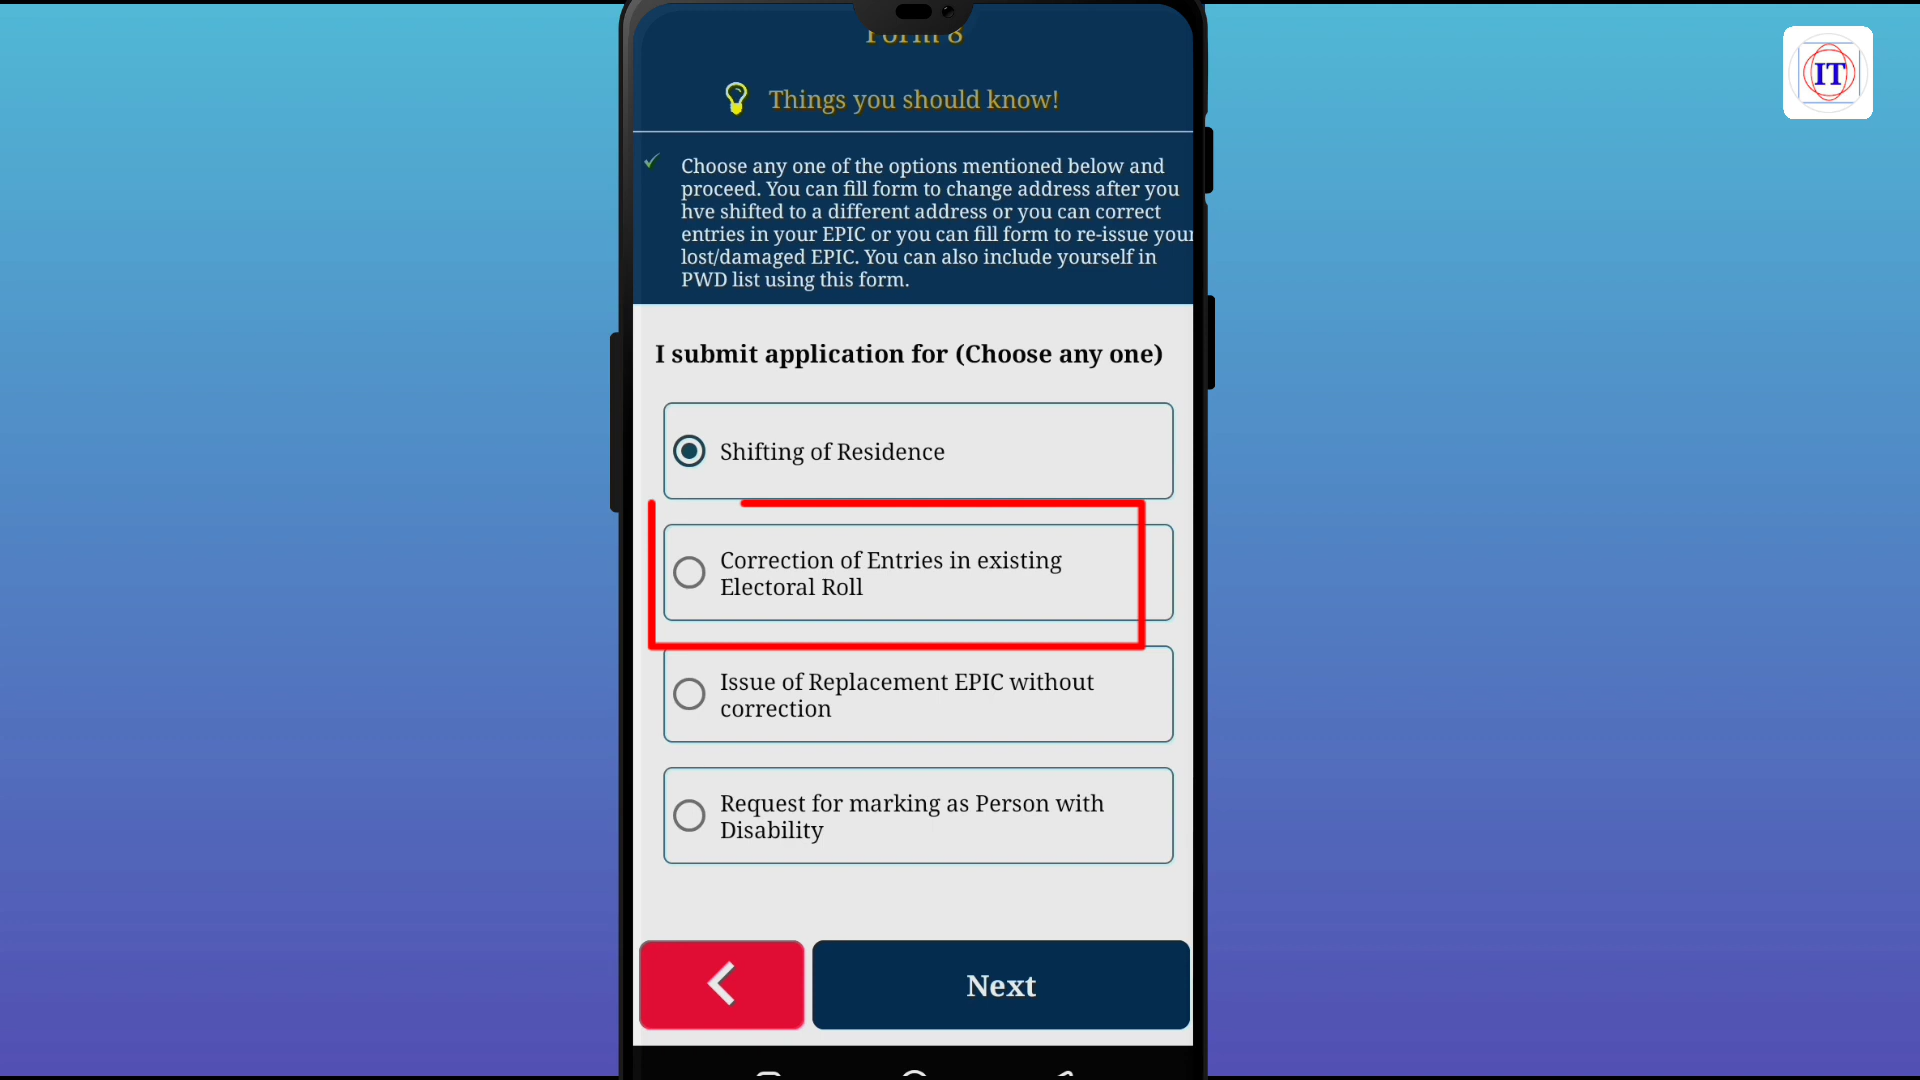 Form 8
Things you should know!
Choose any one of the options mentioned below and
proceed. You can fill form to change address after you
hve shifted to a different address or you can correct
entries in your EPIC or you can fill form to re-issue your
lost/damaged EPIC. You can also include yourself in
PWD list using this form.
I submit application for (Choose any one)
Shifting of Residence
Correction of Entries in existing
Electoral Roll
Issue of Replacement EPIC without
correction
Request for marking as Person with
Disability
Next
IT